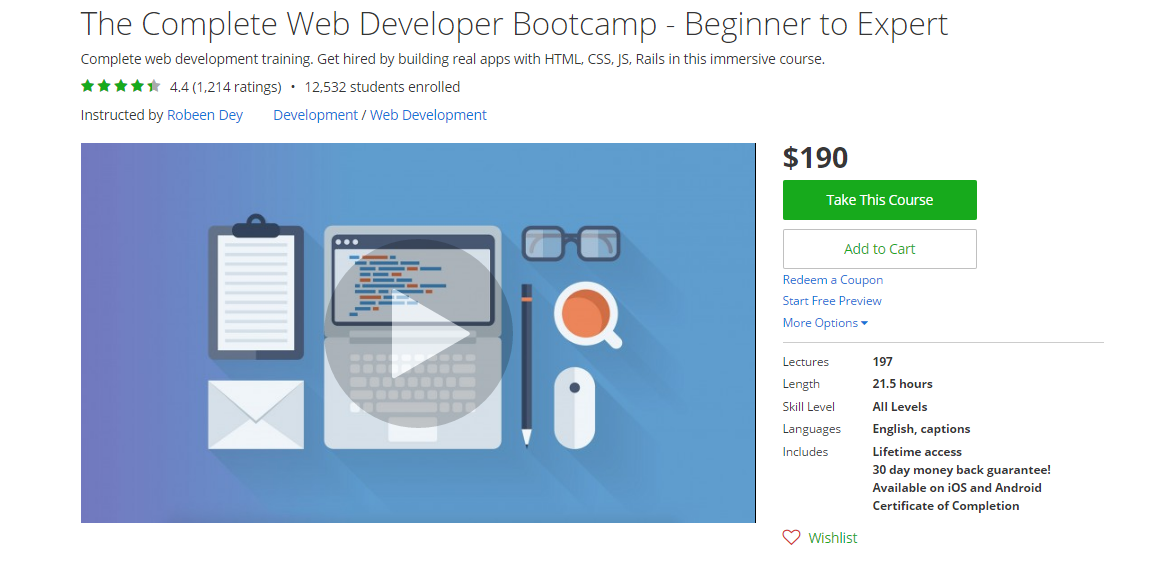 The Complete Web Developer Bootcamp - Beginner to Expert
Complete web development training. Get hired by building real apps with HTML, CSS, JS, Rails in this immersive course.
4.4 (1,214 ratings) • 12,532 students enrolled
Instructed by Robeen Dey Development / Web Development
$190
Take This Course
Add to Cart
Redeem a Coupon
Start Free Preview
More Options
Lectures 197
Length 21.5 hours
Skill Level All Levels
Languages English, captions
Includes Lifetime access
30 day money back guarantee!
Available on iOS and Android
Certificate of Completion
Wishlist